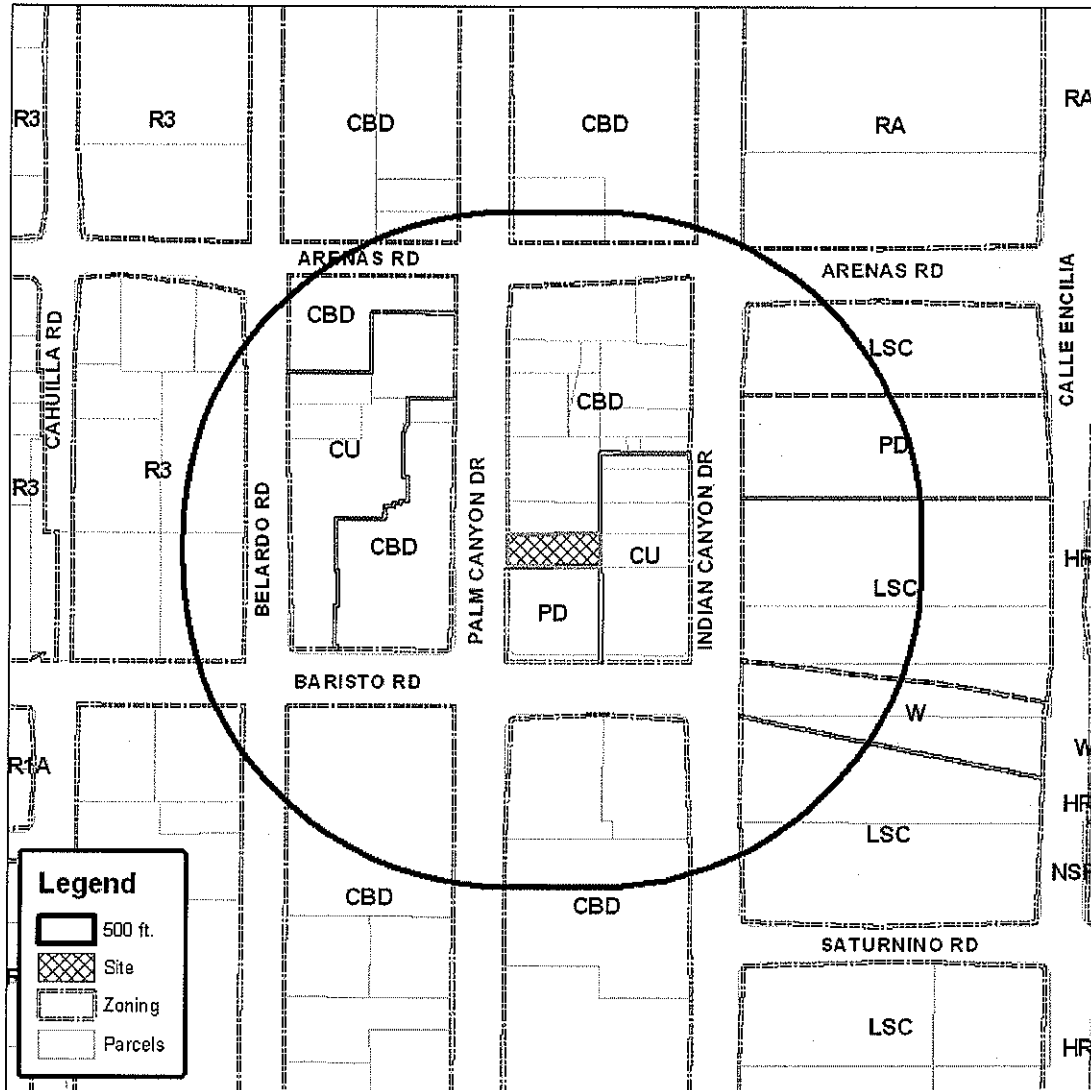 R3
R3
CBD
CBD
RA
RA
ARENAS RD
ARENAS RD
CAHUILLA RD
CALLE ENCILIA
CBD
LSC
CBD
PD
R3
R3
CU
BELARDO RD
PALM CANYON DR
INDIAN CANYON DR
CBD
CU
LSC
PD
BARISTO RD
W
W
R1A
LSC
CBD
CBD
SATURNINO RD
LSC
Legend
500 ft.
Site
Zoning
Parcels